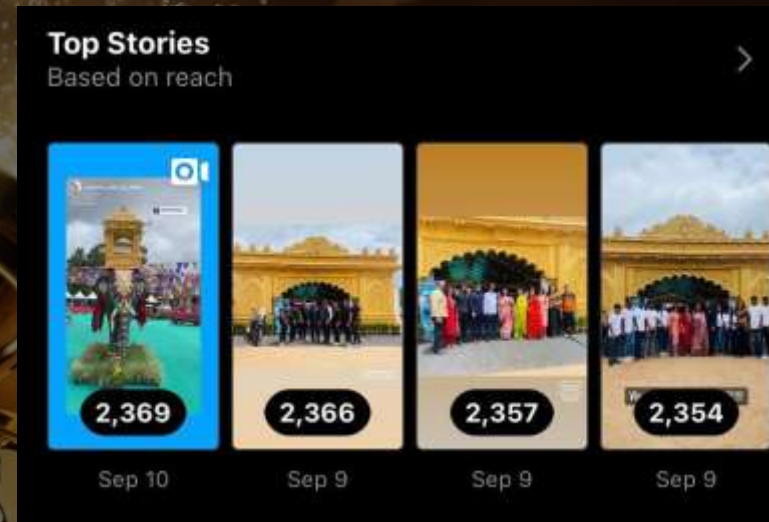 Top Stories
Based on reach
2,369
2,366
2,357
2,354
Sep 10
Sep 9
Sep 9
Sep 9